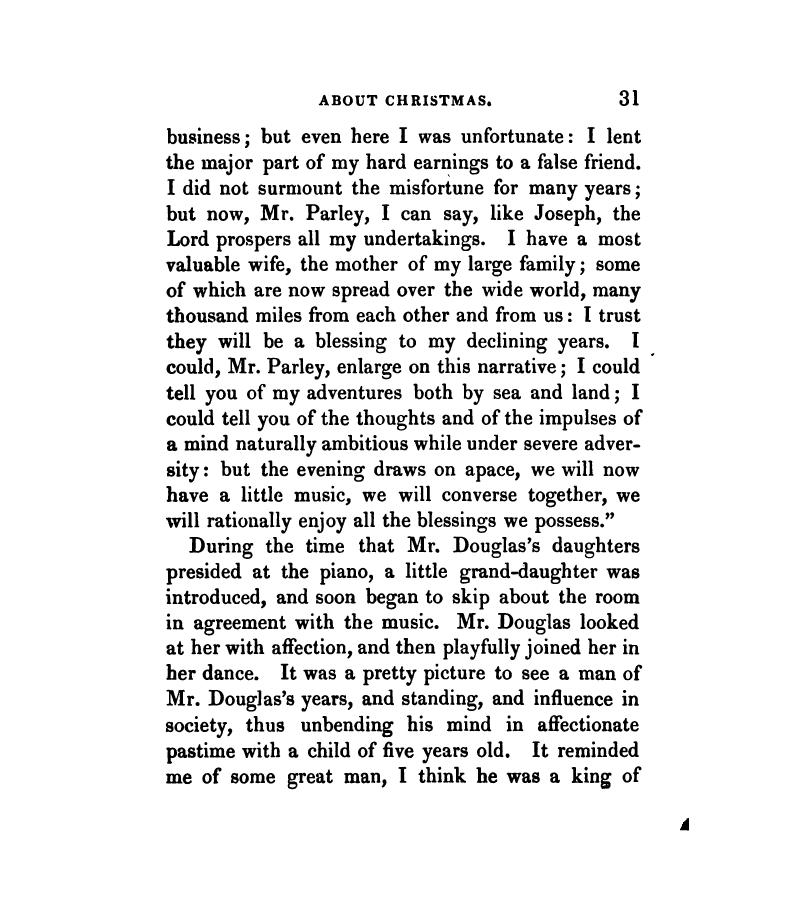 ABOUT CHRISTMAS. 31
business; but even here I was unfortunate: I lent
the major part of my hard earnings to a false friend.
I did not surmount the misfortune for many years;
but now, Mr. Parley, I can say, like Joseph, the
Lord prospers all my undertakings. I have a most
valuable wife, the mother of my large family; some
of which are now spread over the wide world, many
thousand miles from each other and from us: I trust
they will be a blessing to my declining years. I
could, Mr. Parley, enlarge on this narrative; I could
tell you of my adventures both by sea and land; I
could tell you of the thoughts and of the impulses of
a mind naturally ambitious while under severe adver-
sity: but the evening draws on apace, we will now
have a little music, we will converse together, we
will rationally enjoy all the blessings we possess.”
During the time that Mr. Douglas's daughters
presided at the piano, a little grand-daughter was
introduced, and soon began to skip about the room
in agreement with the music. Mr. Douglas looked
at her with affection, and then playfully joined her in
her dance. It was a pretty picture to see a man of
Mr. Douglas's years, and standing, and influence in
society, thus unbending his mind in affectionate
pastime with a child of five years old. It reminded
me of some great man, I think he was a king of